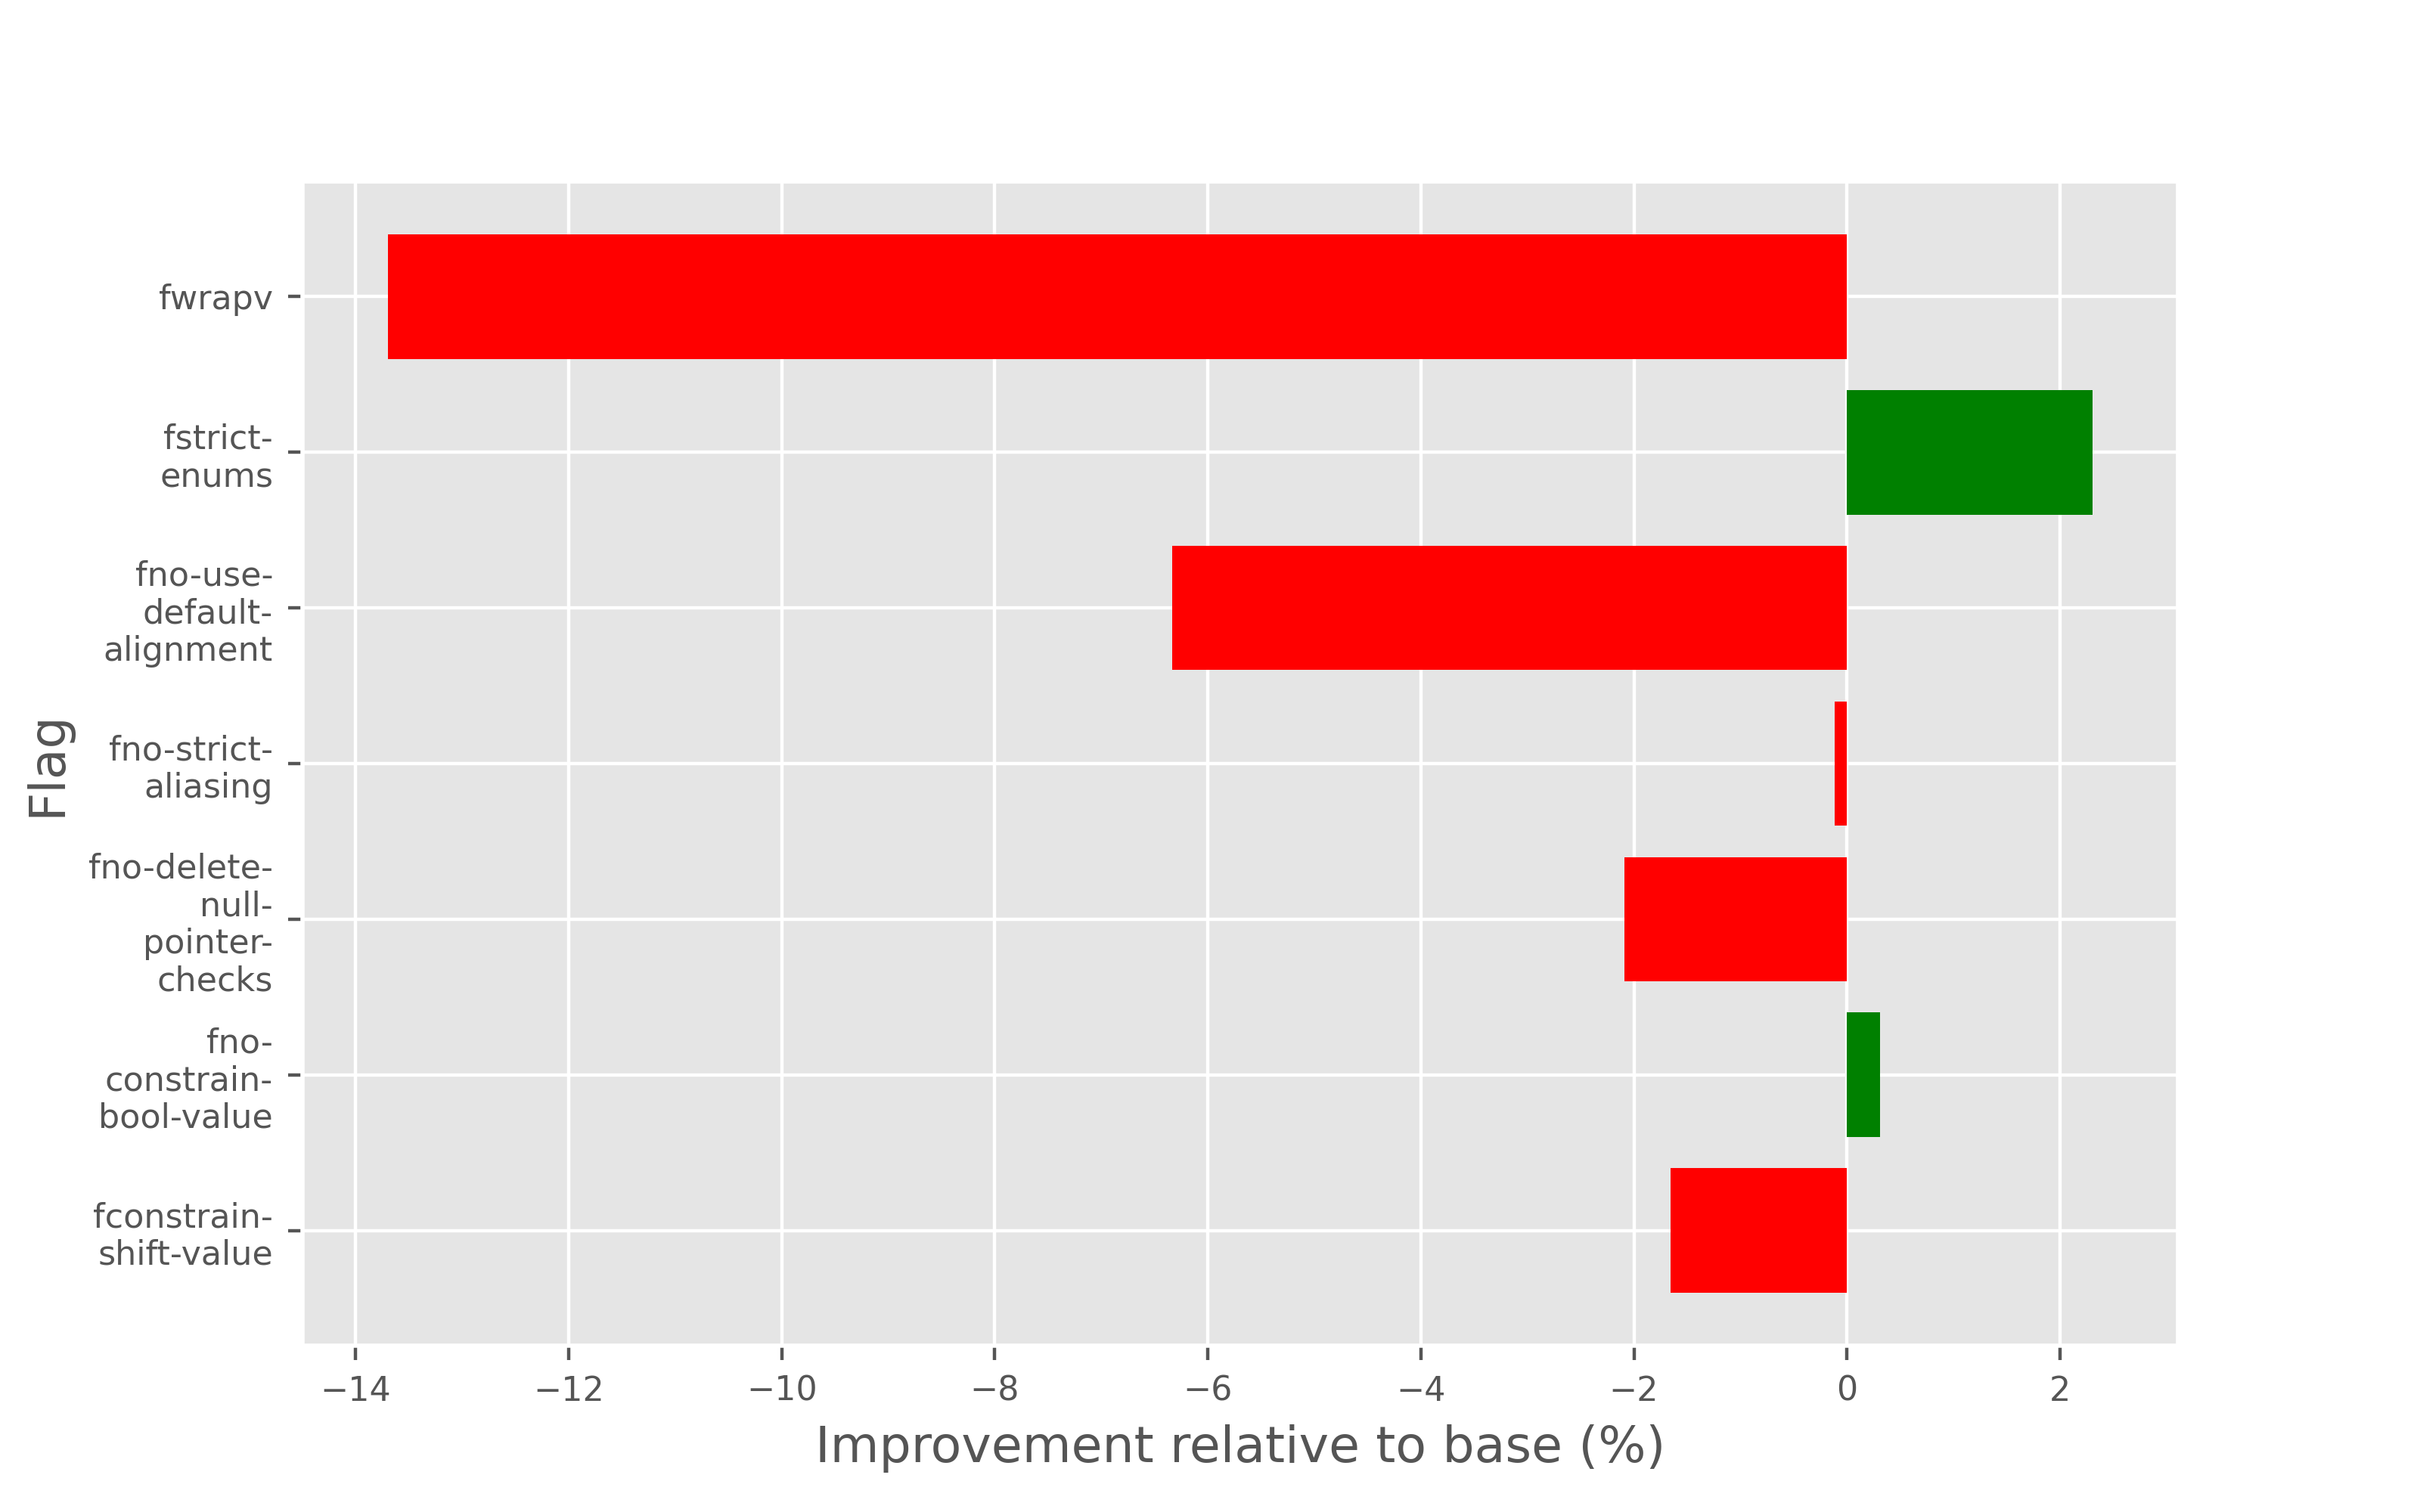 fwrapv
fstrict-
enums
fno-use-
default-
alignment
fno-strict-
aliasing
fno-delete-
null-
pointer-
checks
fno-
constrain-
bool-value
fconstrain-
shift-value
Flag
−14 −12 −10 −8 −6 −4 −2 0 2
Improvement relative to base (%)